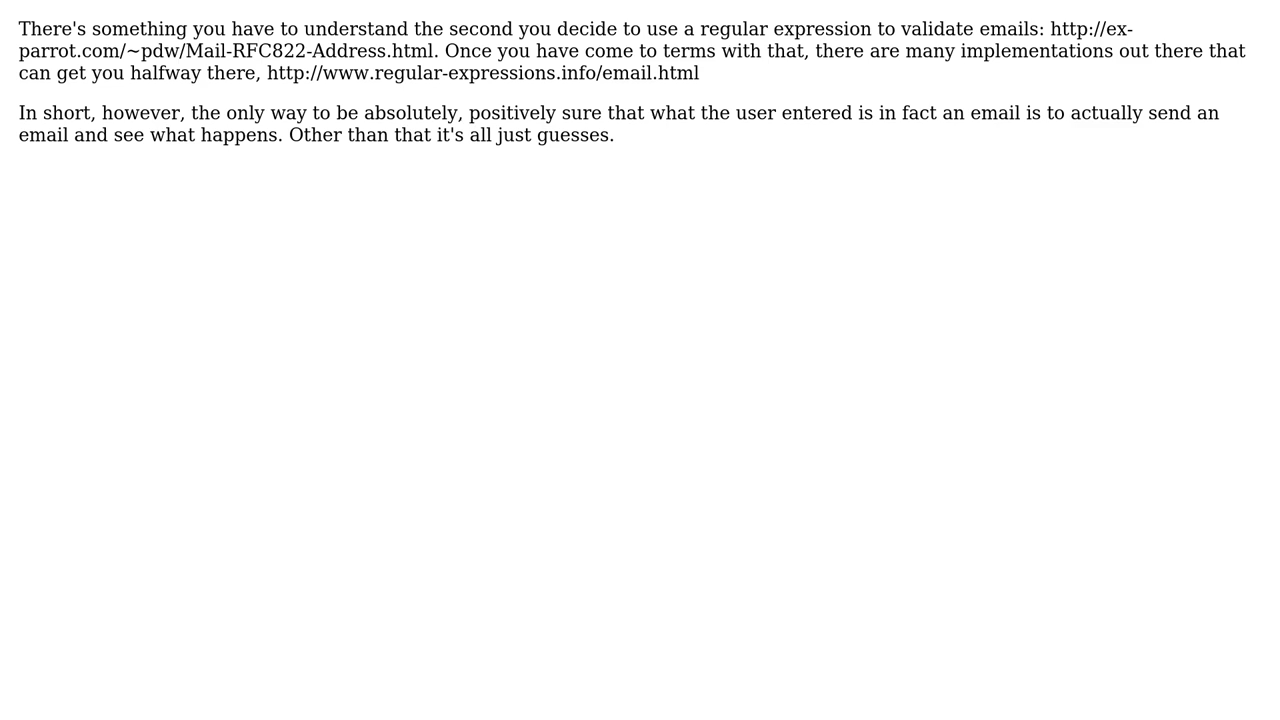 There's something you have to understand the second you decide to use a regular expression to validate emails: http://ex-
parrot.com/~pdw/Mail-RFC822-Address.html. Once you have come to terms with that, there are many implementations out there that
can get you halfway there, http://www.regular-expressions.info/email.html
In short, however, the only way to be absolutely, positively sure that what the user entered is in fact an email is to actually send an
email and see what happens. Other than that it's all just guesses.